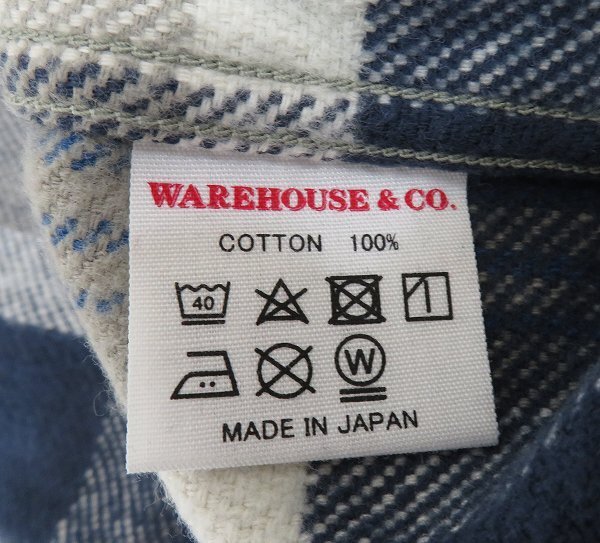 WAREHOUSE & CO.
COTTON 100%
40
W
MADE IN JAPAN